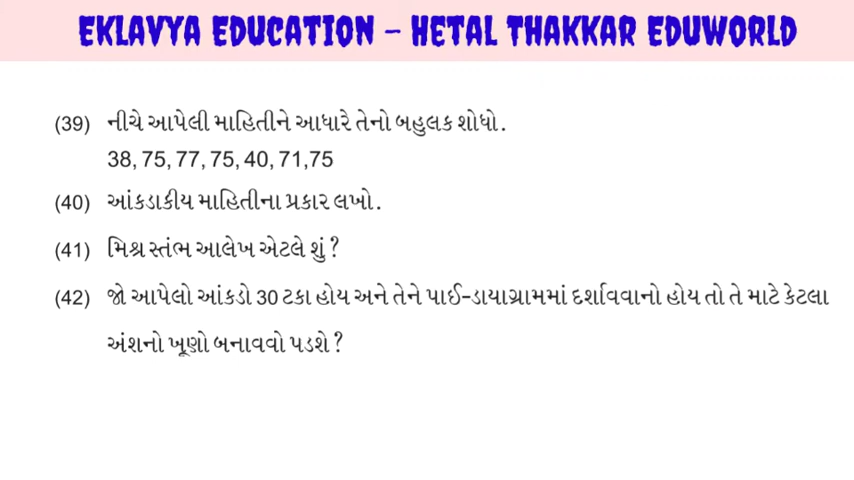 EKLAVYA EDUCATION - HETAL THAKKAR EDUWORLD
(39) નીચે આપેલી માહિતીને આધારે તેનો બહુલક શોધો.
38, 75, 77, 75, 40, 71,75
(40) આંકડાકીય માહિતીના પ્રકાર લખો.
(41) મિશ્ર સ્તંભ આલેખ એટલે શું ?
(42) જો આપેલો આંકડો 30 ટકા હોય અને તેને પાઈ-ડાયાગ્રામમાં દર્શાવવાનો હોય તો તે માટે કેટલા
અંશનો ખૂણો બનાવવો પડશે ?